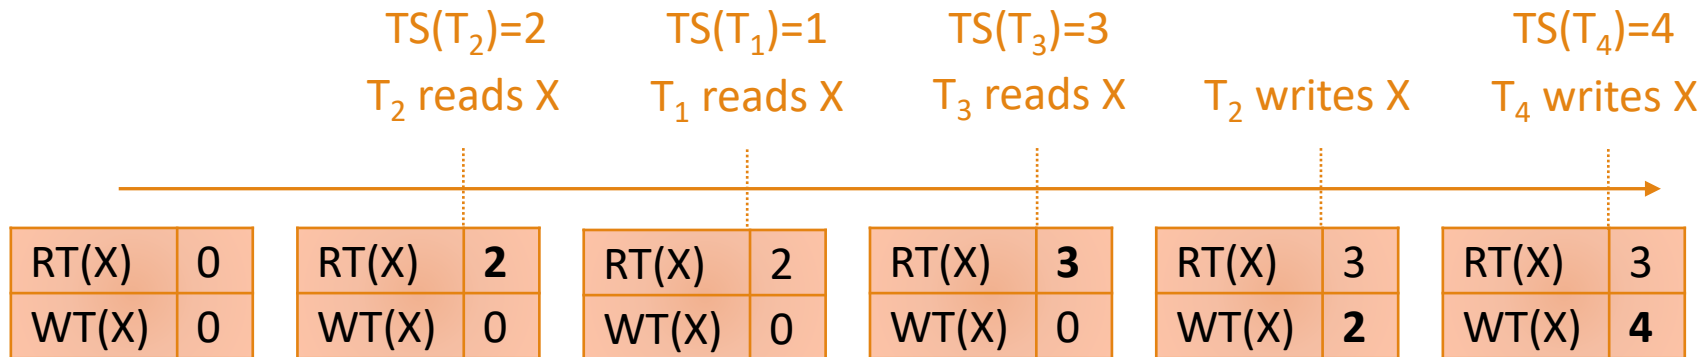 TS(T₂)=2 TS(T₁)=1 TS(T₃)=3 TS(T₄)=4
T₂ reads X T₁ reads X T₃ reads X T₂ writes X T₄ writes X
RT(X) 0 RT(X) 2 RT(X) 2 RT(X) 3 RT(X) 3 RT(X) 3
WT(X) 0 WT(X) 0 WT(X) 0 WT(X) 0 WT(X) 2 WT(X) 4